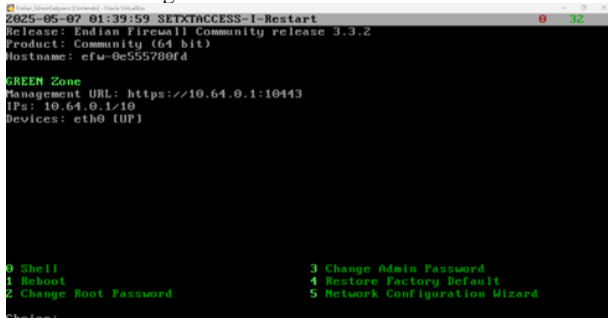 2025-05-07 01:39:59 SETXTACCESS-I-Restart 0 32
Release: Endian Firewall Community release 3.3.2
Product: Community (64 bit)
Hostname: efw-0e555780fd
GREEN Zone
Management URL: https://10.64.0.1:10443
IPs: 10.64.0.1/10
Devices: eth0 [UP]
0 Shell 3 Change Admin Password
1 Reboot 4 Restore Factory Default
2 Change Root Password 5 Network Configuration Wizard
Choice: